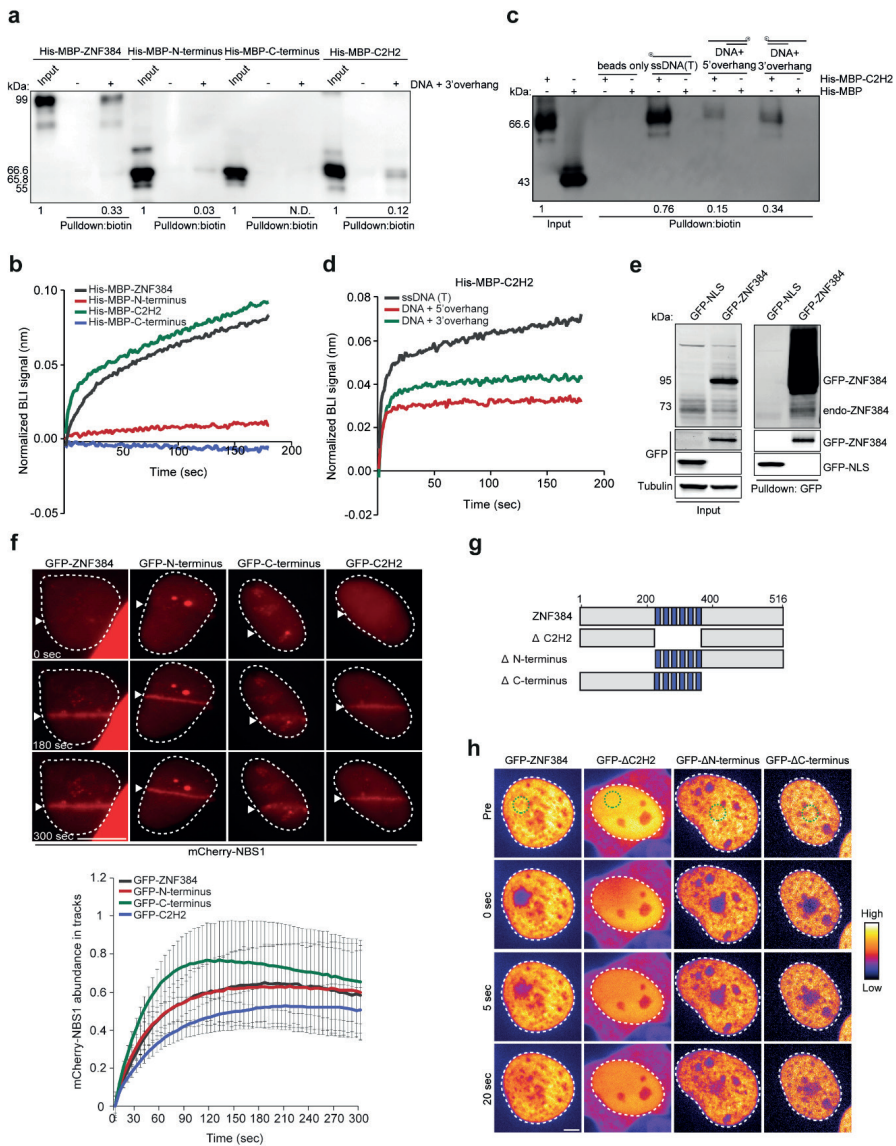 a
His-MBP-ZNF384 His-MBP-N-terminus His-MBP-C-terminus His-MBP-C2H2
Input Input Input Input
kDa: - + - + - + - + DNA + 3'overhang
99
66.6
65.8
55
1 0.33 1 0.03 1 N.D. 1 0.12
Pulldown:biotin Pulldown:biotin Pulldown:biotin Pulldown:biotin
c
beads only ssDNA(T) DNA+ 5'overhang DNA+ 3'overhang
+ - + - + - + - + - His-MBP-C2H2
kDa: - + - + - + - + - + His-MBP
66.6
43
1 0.76 0.15 0.34
Input Pulldown:biotin
b
His-MBP-ZNF384
His-MBP-N-terminus
His-MBP-C2H2
His-MBP-C-terminus
Normalized BLI signal (nm)
0.10
0.05
0.00
-0.05
50 100 150 200
Time (sec)
d
His-MBP-C2H2
ssDNA (T)
DNA + 5'overhang
DNA + 3'overhang
Normalized BLI signal (nm)
0.08
0.06
0.04
0.02
0.00
0.02
50 100 150 200
Time (sec)
e
GFP-NLS GFP-ZNF384 GFP-NLS GFP-ZNF384
kDa:
95
73
GFP-ZNF384
endo-ZNF384
GFP
GFP-ZNF384
GFP-NLS
Tubulin
Input
Pulldown: GFP
f
GFP-ZNF384 GFP-N-terminus GFP-C-terminus GFP-C2H2
0 sec
180 sec
300 sec
mCherry-NBS1
GFP-ZNF384
GFP-N-terminus
GFP-C-terminus
GFP-C2H2
mCherry-NBS1 abundance in tracks
1.2
1
0.8
0.6
0.4
0.2
0
0 30 60 90 120 150 180 210 240 270 300
Time (sec)
g
1 200 400 516
ZNF384
Δ C2H2
Δ N-terminus
Δ C-terminus
h
GFP-ZNF384 GFP-ΔC2H2 GFP-ΔN-terminus GFP-ΔC-terminus
Pre
0 sec
5 sec
20 sec
High
Low